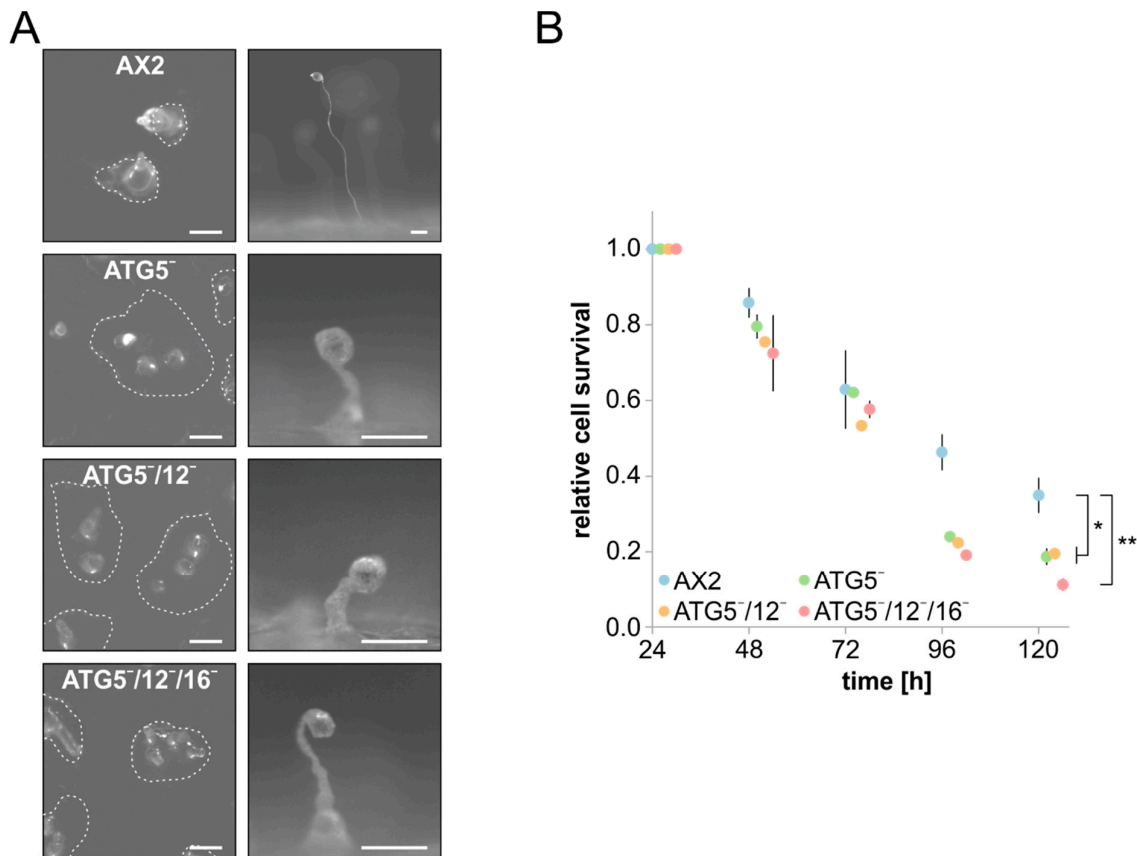 A
AX2
ATG5⁻
ATG5⁻/12⁻
ATG5⁻/12⁻/16⁻
B
relative cell survival
1.0
0.8
0.6
0.4
0.2
0.0
24
48
72
96
120
time [h]
AX2
ATG5⁻
ATG5⁻/12⁻
ATG5⁻/12⁻/16⁻
*
**